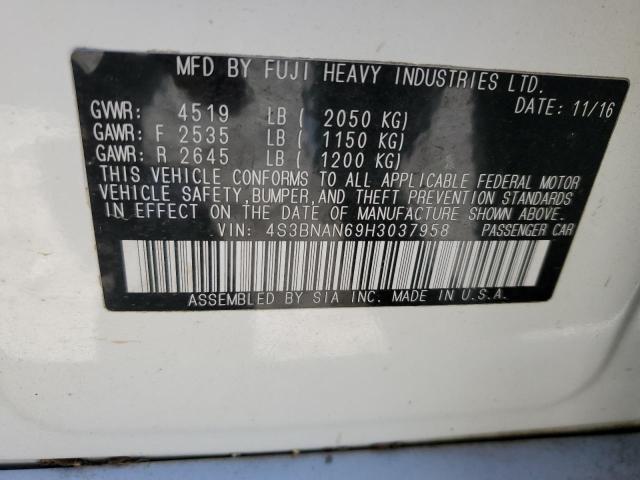 MFD BY FUJI HEAVY INDUSTRIES LTD.
DATE: 11/16
GVWR: 4519 LB ( 2050 KG)
GAWR: F 2535 LB ( 1150 KG)
GAWR: R 2645 LB ( 1200 KG)
THIS VEHICLE CONFORMS TO ALL APPLICABLE FEDERAL MOTOR
VEHICLE SAFETY, BUMPER, AND THEFT PREVENTION STANDARDS
IN EFFECT ON THE DATE OF MANUFACTURE SHOWN ABOVE.
VIN: 4S3BNAN69H3037958 PASSENGER CAR
ASSEMBLED BY SIA INC. MADE IN U.S.A.